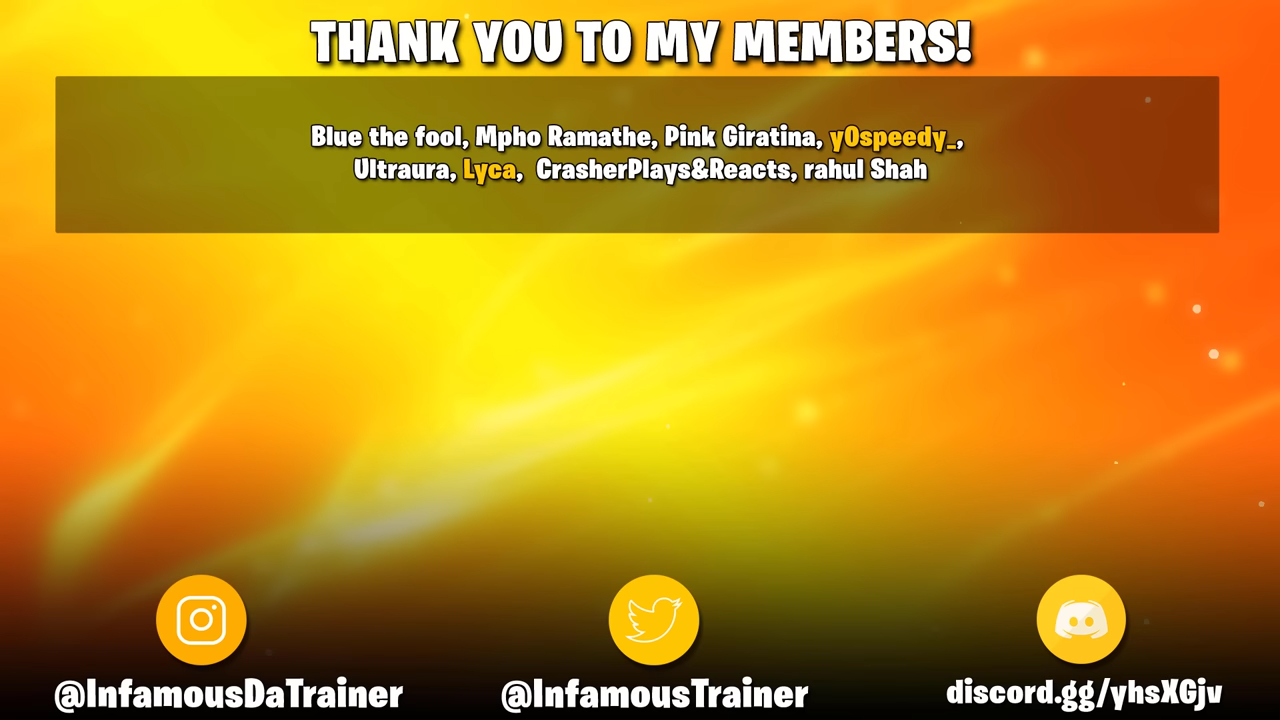 THANK YOU TO MY MEMBERS!
Blue the fool, Mpho Ramathe, Pink Giratina, y0speedy_,
Ultraura, Lyca, CrasherPlays&Reacts, rahul Shah
@InfamousDaTrainer
@InfamousTrainer
discord.gg/yhsXGjv